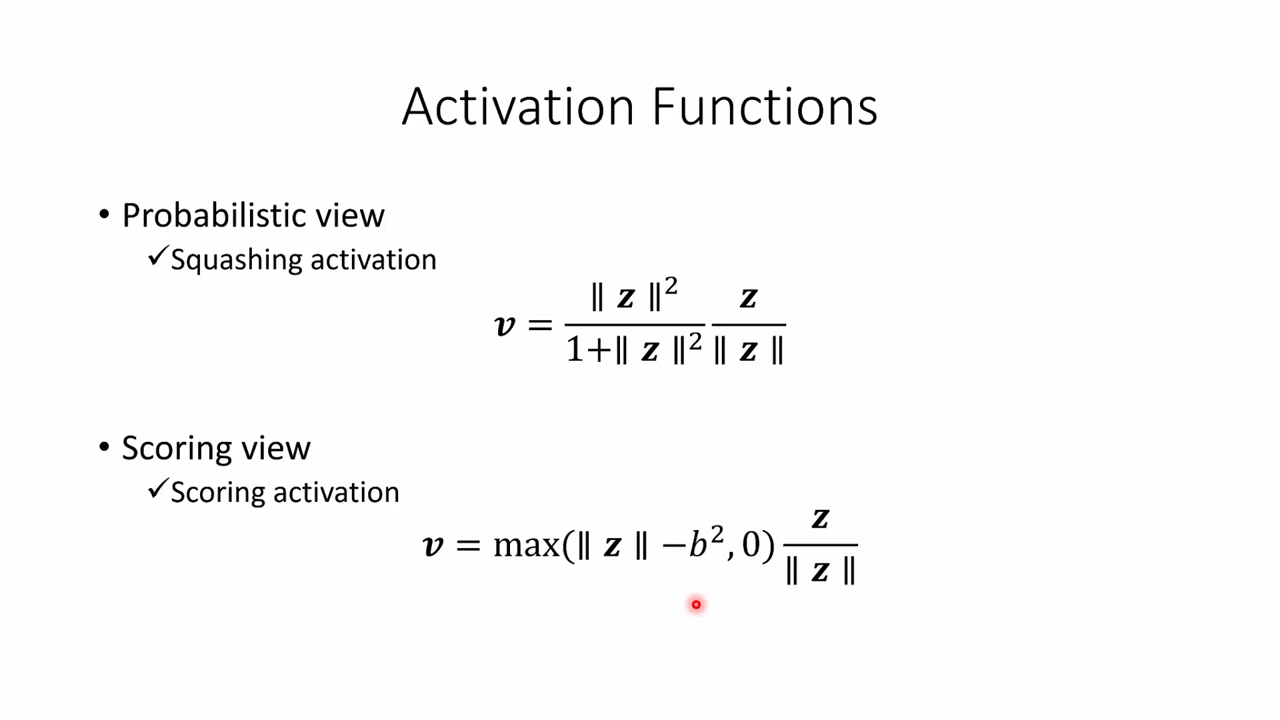 Activation Functions
• Probabilistic view
✓Squashing activation
𝒗 = ‖ 𝒛 ‖² / (1+‖ 𝒛 ‖²) 𝒛 / ‖ 𝒛 ‖
• Scoring view
✓Scoring activation
𝒗 = max(‖ 𝒛 ‖ −𝑏², 0) 𝒛 / ‖ 𝒛 ‖